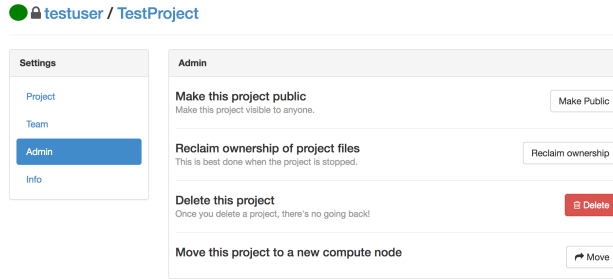 testuser / TestProject
Settings
Project
Team
Admin
Info
Admin
Make this project public
Make this project visible to anyone.
Make Public
Reclaim ownership of project files
This is best done when the project is stopped.
Reclaim ownership
Delete this project
Once you delete a project, there's no going back!
Delete
Move this project to a new compute node
Move